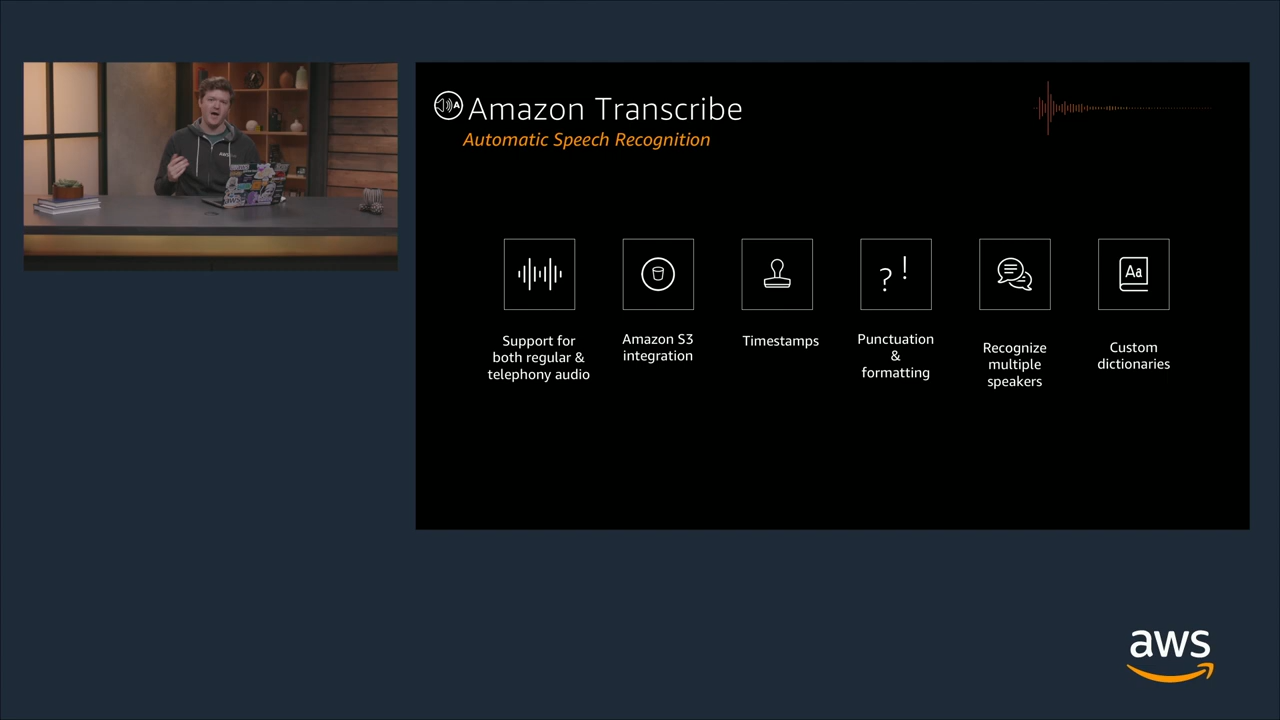 Amazon Transcribe
Automatic Speech Recognition
Support for
both regular &
telephony audio
Amazon S3
integration
Timestamps
? !
Punctuation
&
formatting
Recognize
multiple
speakers
Aa
Custom
dictionaries
aws